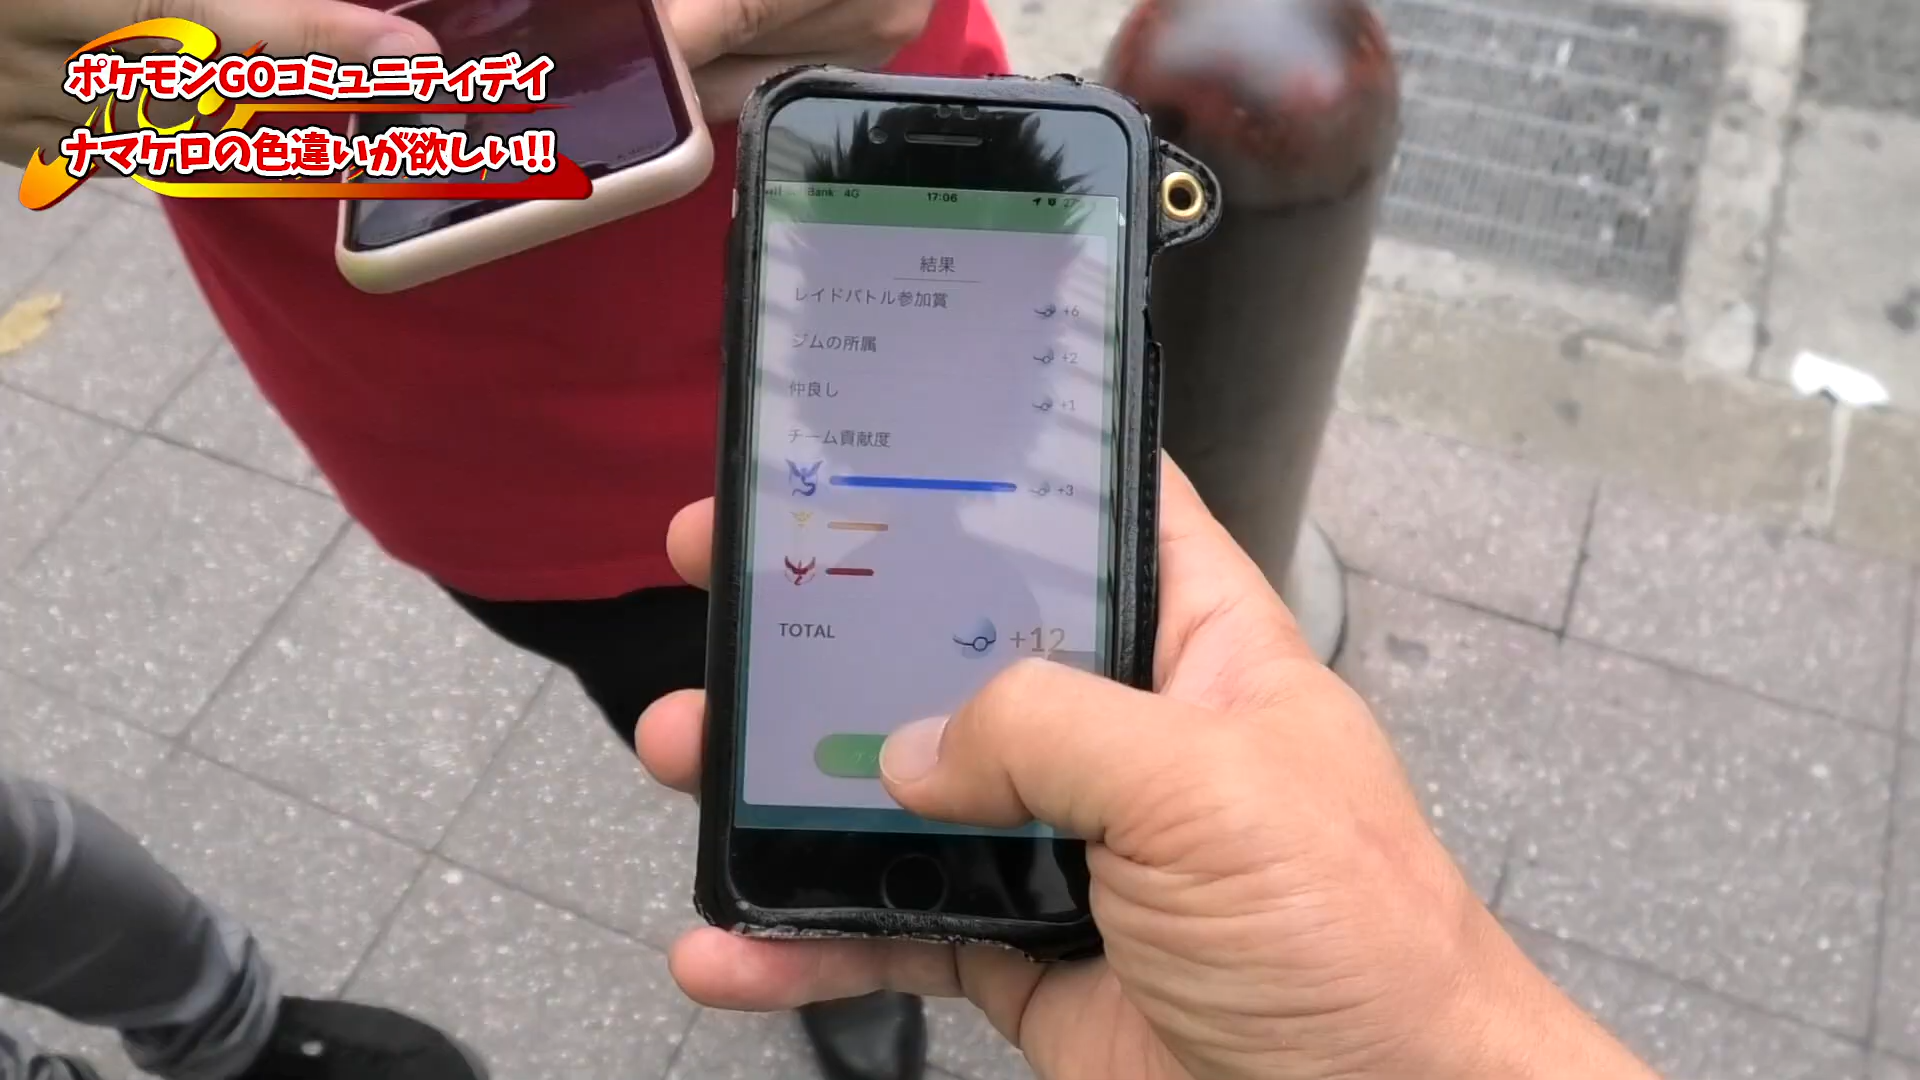 ポケモンGOコミュニティデイ
ナマケロの色違いが欲しい!!
Bank 4G 17:06
結果
レイドバトル参加賞 +6
ジムの所属 +2
仲良し +1
チーム貢献度
+3
TOTAL +12